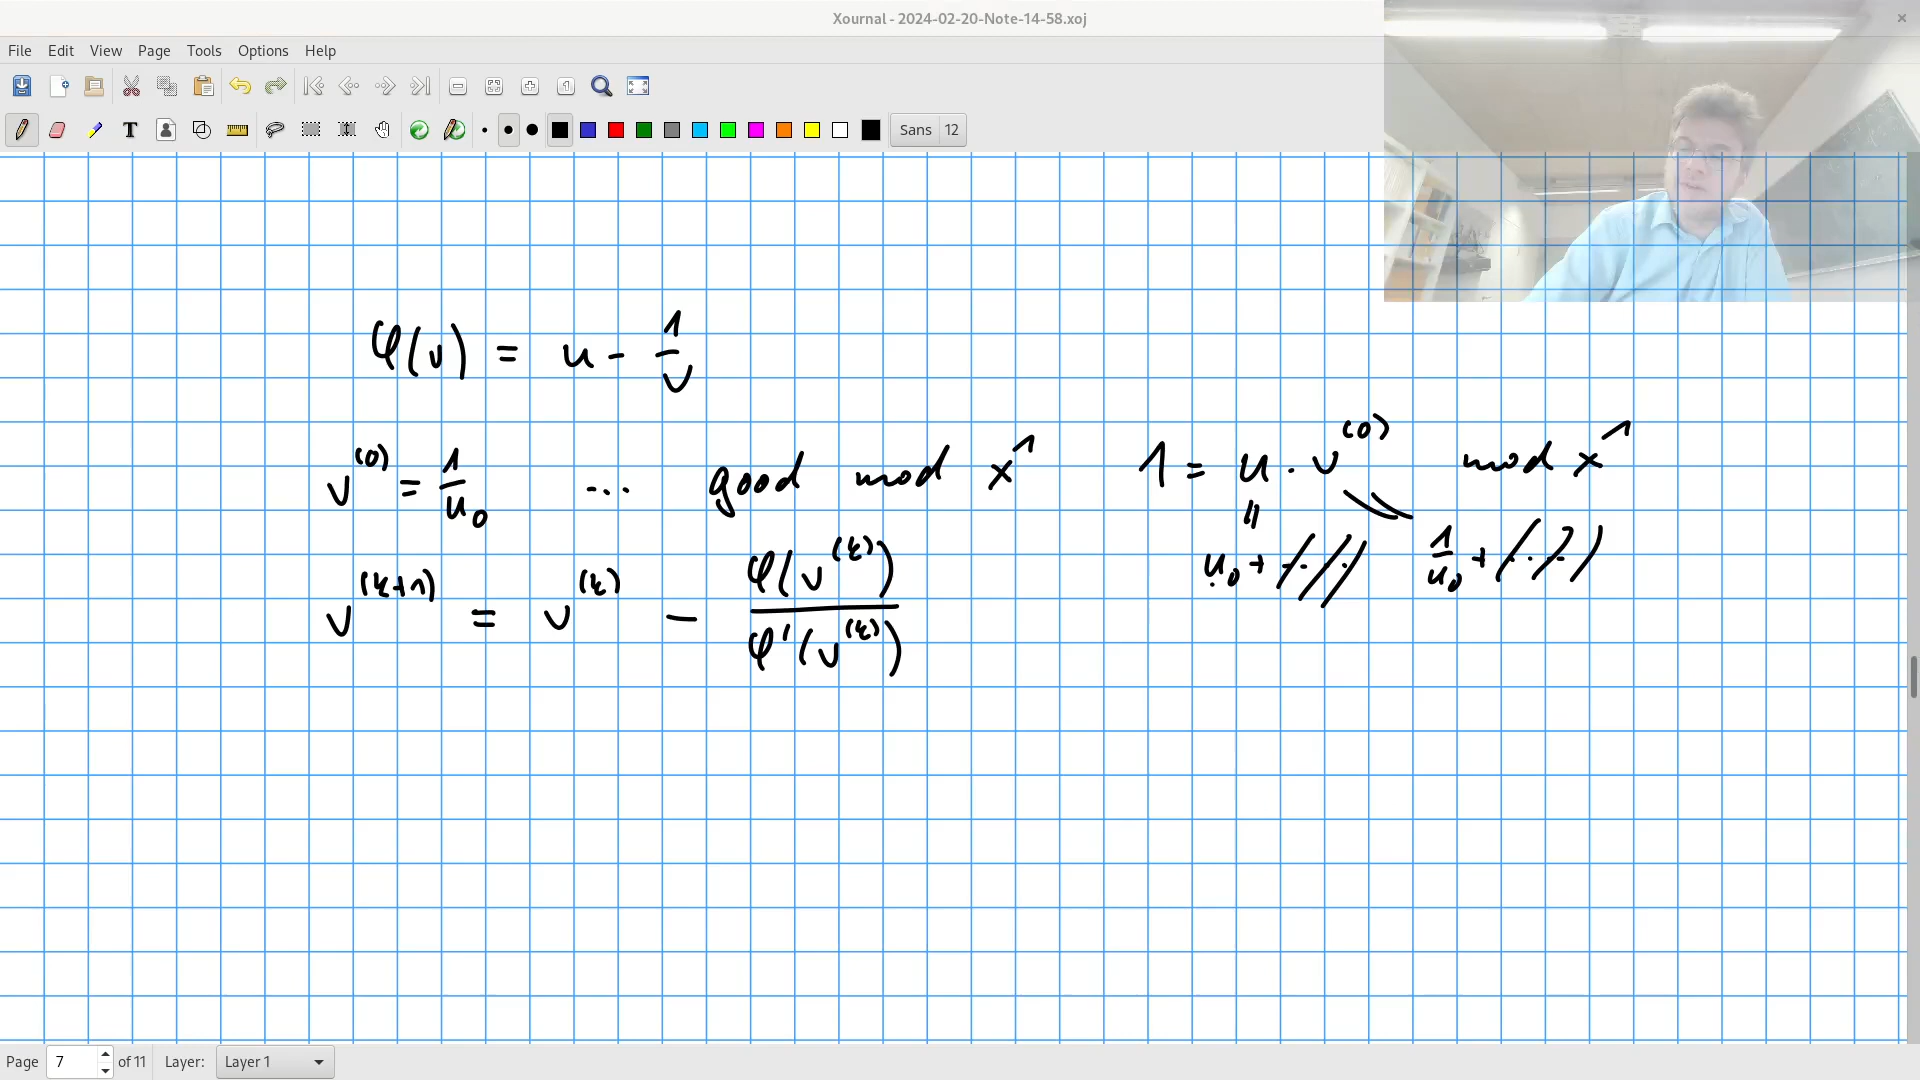 Xournal - 2024-02-20-Note-14-58.xoj
File Edit View Page Tools Options Help
Sans 12
φ(v) = u - 1/v
v^(0) = 1/u_0 ... good mod x^1
1 = u · v^(0) mod x^1
u_0 + (...) 1/u_0 + (...)
v^(k+1) = v^(k) - φ(v^(k)) / φ'(v^(k))
Page 7 of 11 Layer: Layer 1